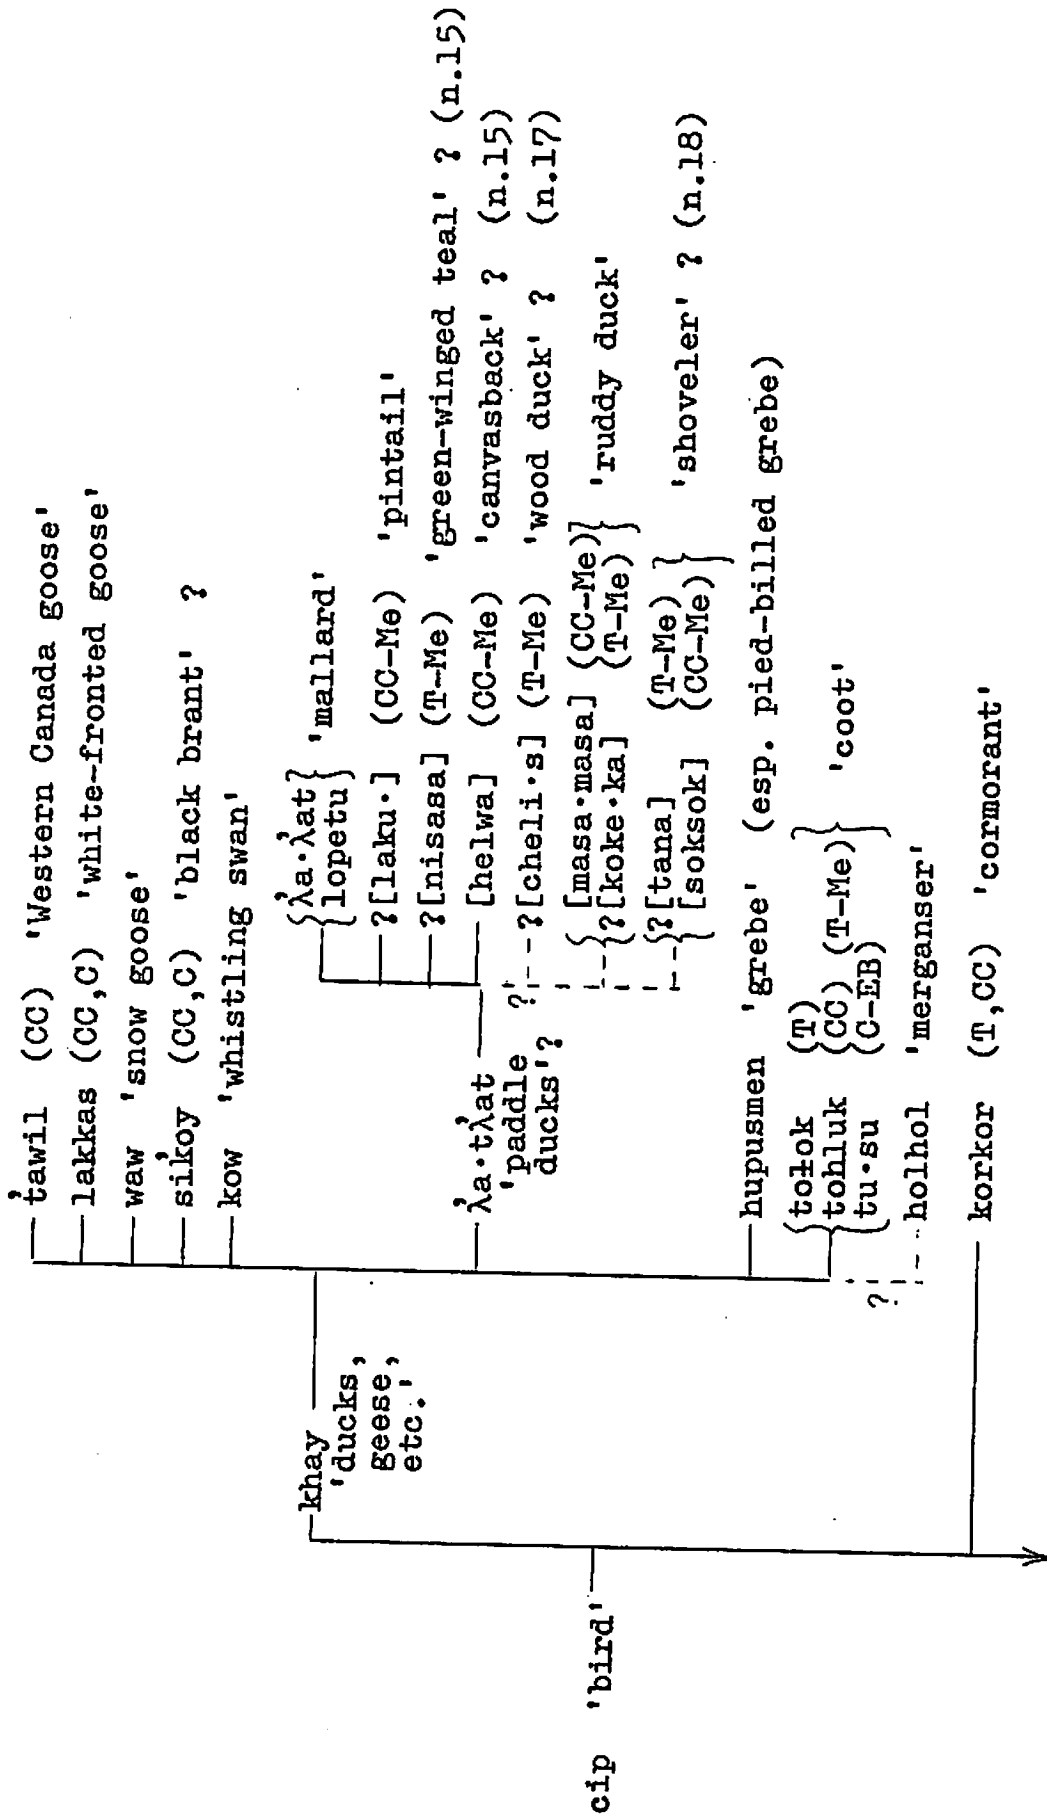 t̓awil (CC) 'Western Canada goose'
lakkas (CC,C) 'white-fronted goose'
waw 'snow goose'
sik̓oy (CC,C) 'black brant' ?
kow 'whistling swan'
khay
'ducks,
geese,
etc.'
{ƛ̓a·ƛ̓at} 'mallard'
{lopetu}
?[laku·] (CC-Me) 'pintail'
?[nisasa] (T-Me) 'green-winged teal' ? (n.15)
[helwa] (CC-Me) 'canvasback' ? (n.15)
ƛ̓a·tƛ̓at
'paddle
ducks'?
? ?[cheli·s] (T-Me) 'wood duck' ? (n.17)
{[masa·masa] (CC-Me)} 'ruddy duck'
{?[koke·ka] (T-Me)}
{?[tana] (T-Me)} 'shoveler' ? (n.18)
{[soksok] (CC-Me)}
cip 'bird'
hupusmen 'grebe' (esp. pied-billed grebe)
{tołok (T)} 'coot'
{tohluk (CC) (T-Me)}
{tu·su (C-EB)}
? holhol 'merganser'
korkor (T,CC) 'cormorant'